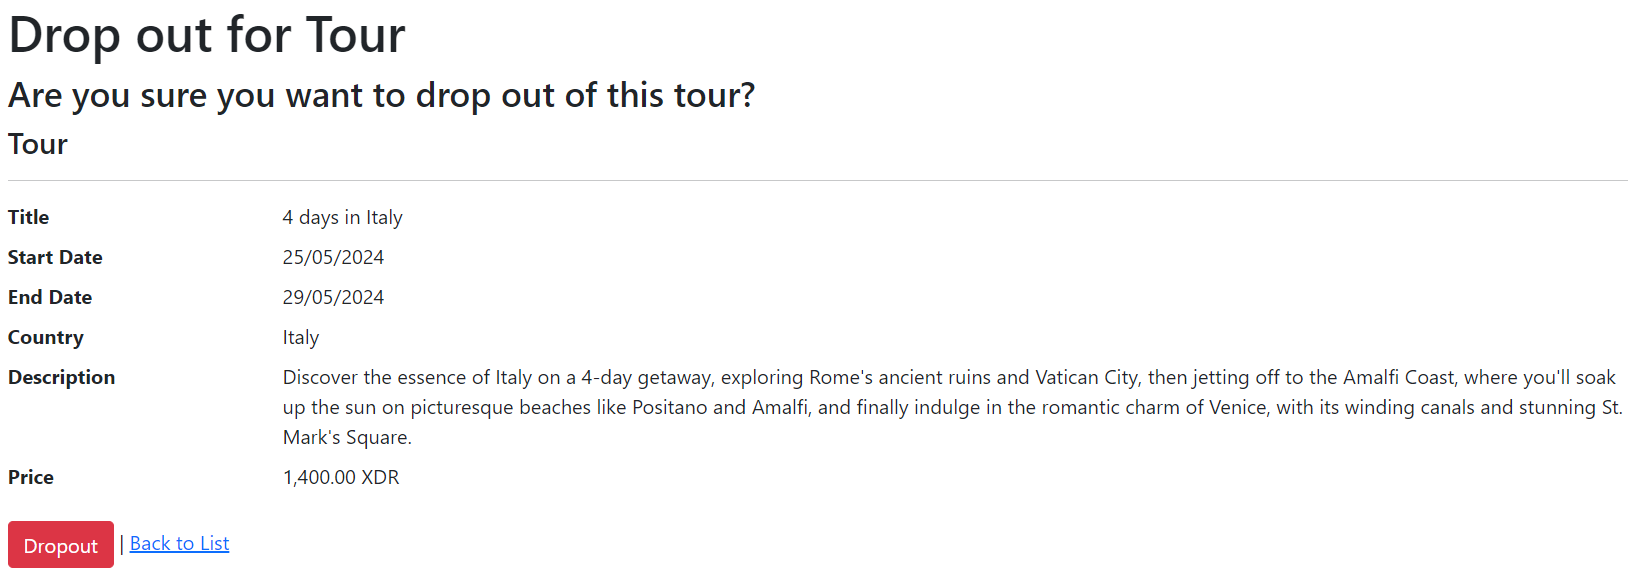 Drop out for Tour
Are you sure you want to drop out of this tour?
Tour
Title 4 days in Italy
Start Date 25/05/2024
End Date 29/05/2024
Country Italy
Description Discover the essence of Italy on a 4-day getaway, exploring Rome's ancient ruins and Vatican City, then jetting off to the Amalfi Coast, where you'll soak
up the sun on picturesque beaches like Positano and Amalfi, and finally indulge in the romantic charm of Venice, with its winding canals and stunning St.
Mark's Square.
Price 1,400.00 XDR
Dropout | Back to List